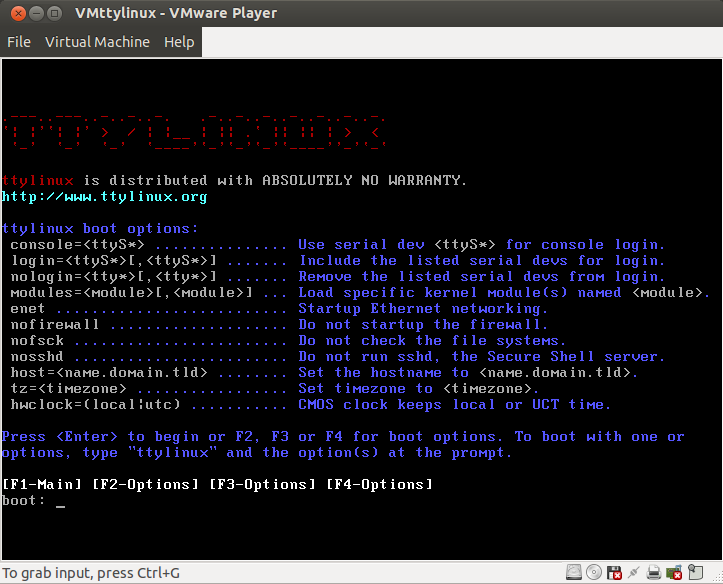 VMttylinux - VMware Player
File Virtual Machine Help
TTYLINUX
ttylinux is distributed with ABSOLUTELY NO WARRANTY.
http://www.ttylinux.org
ttylinux boot options:
console=<ttyS*> ............... Use serial dev <ttyS*> for console login.
login=<ttyS*>[,<ttyS*>] ....... Include the listed serial devs for login.
nologin=<tty*>[,<tty*>] ....... Remove the listed serial devs from login.
modules=<module>[,<module>] ... Load specific kernel module(s) named <module>.
enet .......................... Startup Ethernet networking.
nofirewall .................... Do not startup the firewall.
nofsck ........................ Do not check the file systems.
nosshd ........................ Do not run sshd, the Secure Shell server.
host=<name.domain.tld> ........ Set the hostname to <name.domain.tld>.
tz=<timezone> ................. Set timezone to <timezone>.
hwclock=(local¦utc) ........... CMOS clock keeps local or UCT time.
Press <Enter> to begin or F2, F3 or F4 for boot options. To boot with one or
options, type "ttylinux" and the option(s) at the prompt.
[F1-Main] [F2-Options] [F3-Options] [F4-Options]
boot: _
To grab input, press Ctrl+G